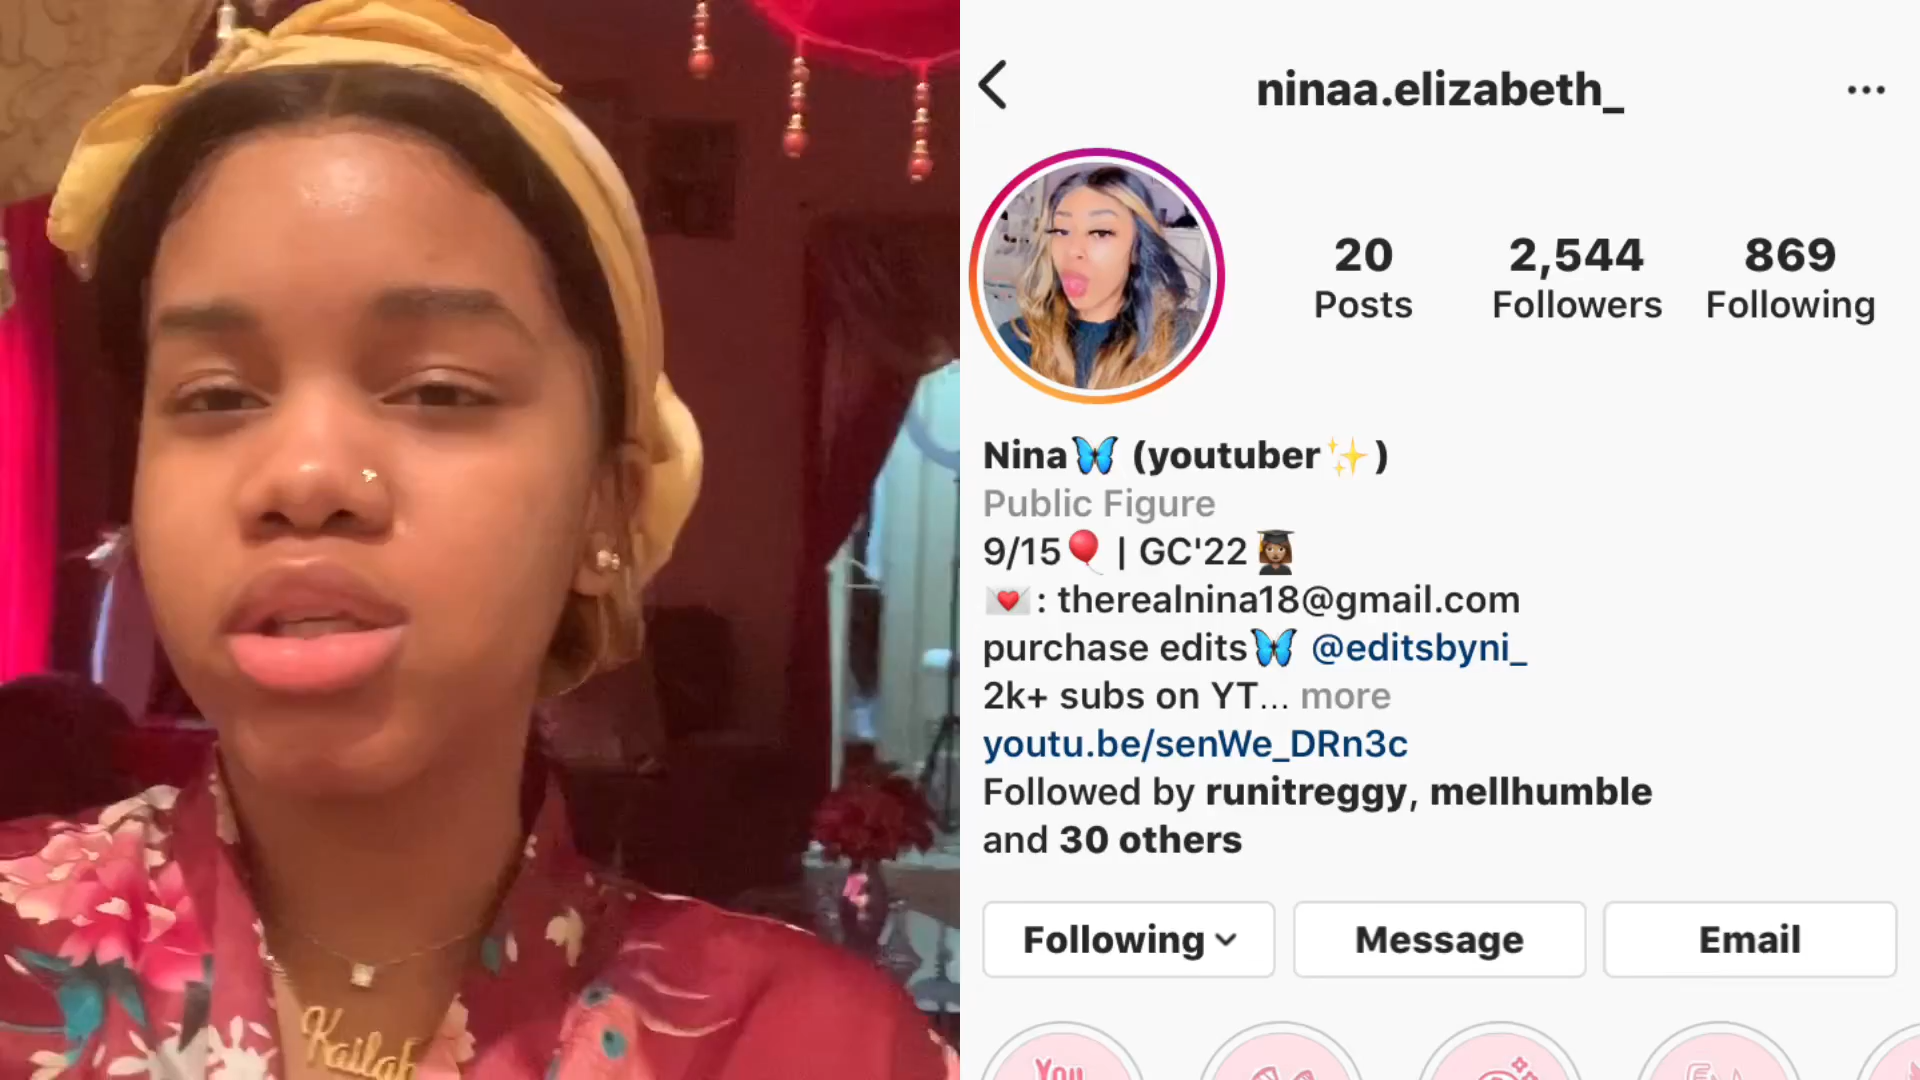 Kailah
ninaa.elizabeth_
20
Posts
2,544
Followers
869
Following
Nina🦋 (youtuber✨)
Public Figure
9/15🎈 | GC'22 👩🏽‍🎓
💌: therealnina18@gmail.com
purchase edits🦋 @editsbyni_
2k+ subs on YT... more
youtu.be/senWe_DRn3c
Followed by runitreggy, mellhumble
and 30 others
Following
Message
Email
You